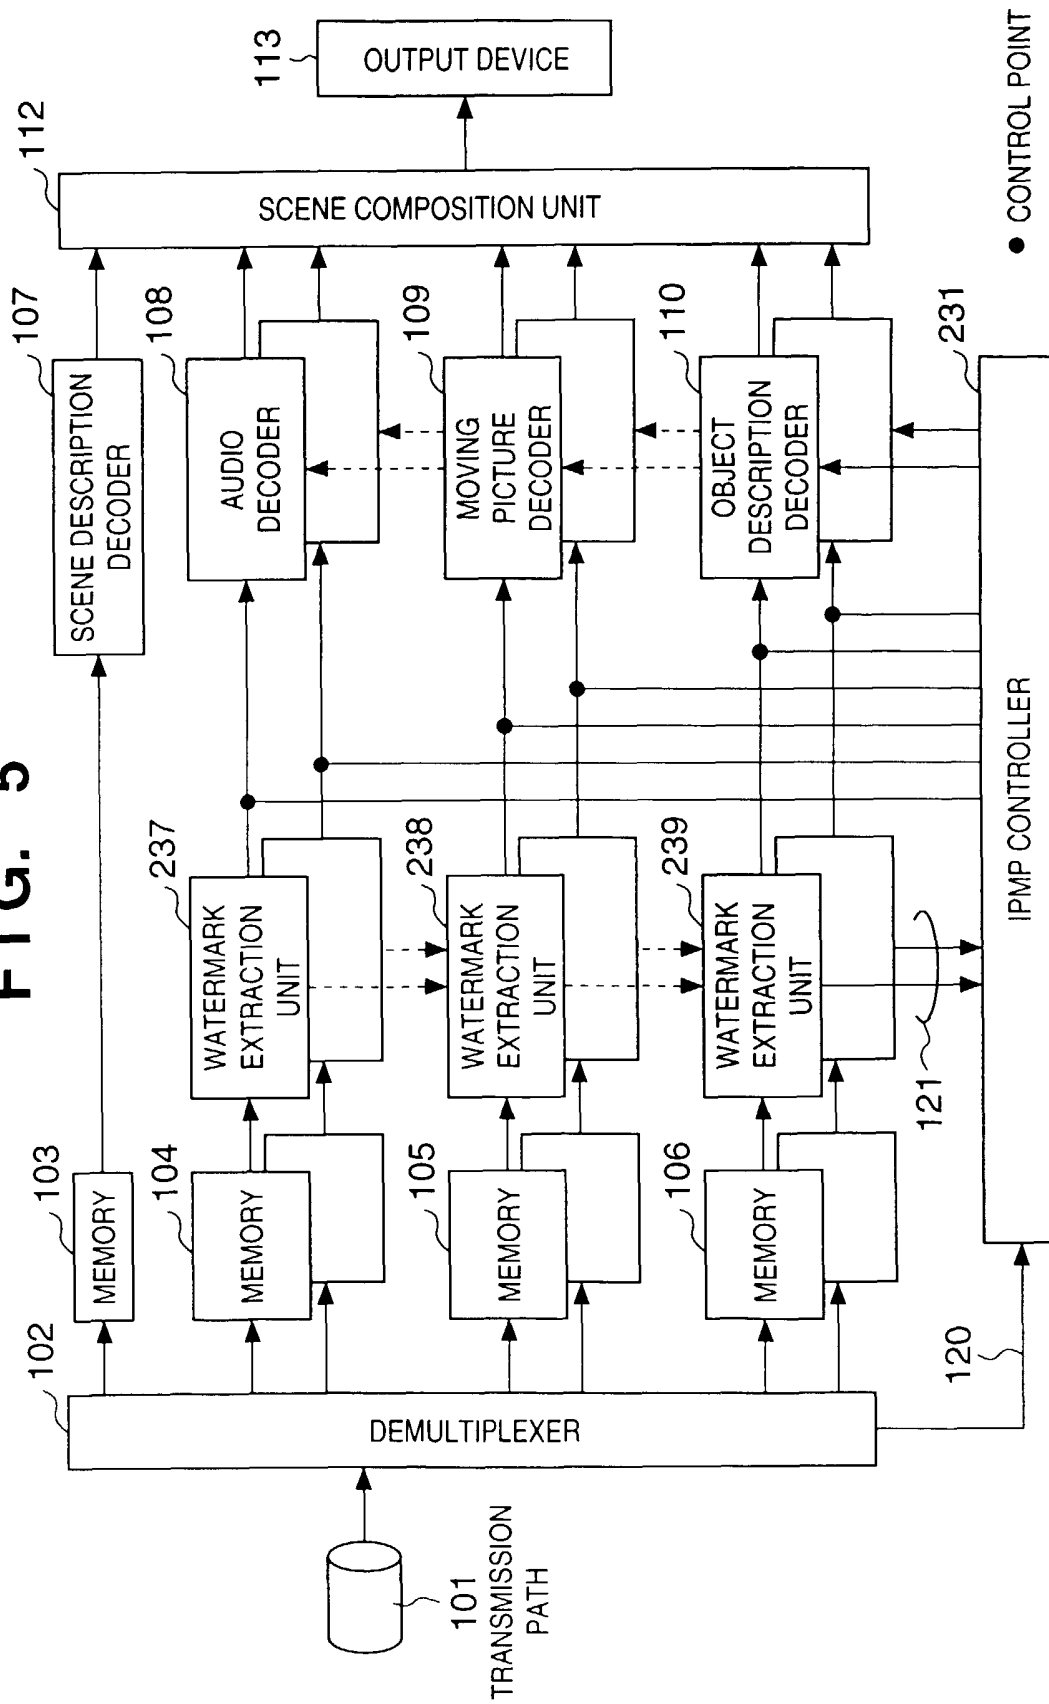 FIG. 5
101
TRANSMISSION
PATH
102
DEMULTIPLEXER
103
MEMORY
104
MEMORY
105
MEMORY
106
MEMORY
237
WATERMARK
EXTRACTION
UNIT
238
WATERMARK
EXTRACTION
UNIT
239
WATERMARK
EXTRACTION
UNIT
107
SCENE DESCRIPTION
DECODER
108
AUDIO
DECODER
109
MOVING
PICTURE
DECODER
110
OBJECT
DESCRIPTION
DECODER
112
SCENE COMPOSITION UNIT
113
OUTPUT DEVICE
120
121
231
IPMP CONTROLLER
● CONTROL POINT